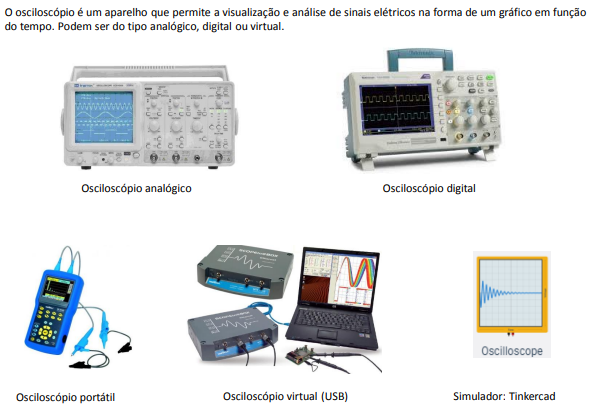 O osciloscópio é um aparelho que permite a visualização e análise de sinais elétricos na forma de um gráfico em função
do tempo. Podem ser do tipo analógico, digital ou virtual.
Osciloscópio analógico
Osciloscópio digital
Oscilloscope
Osciloscópio portátil
Osciloscópio virtual (USB)
Simulador: Tinkercad